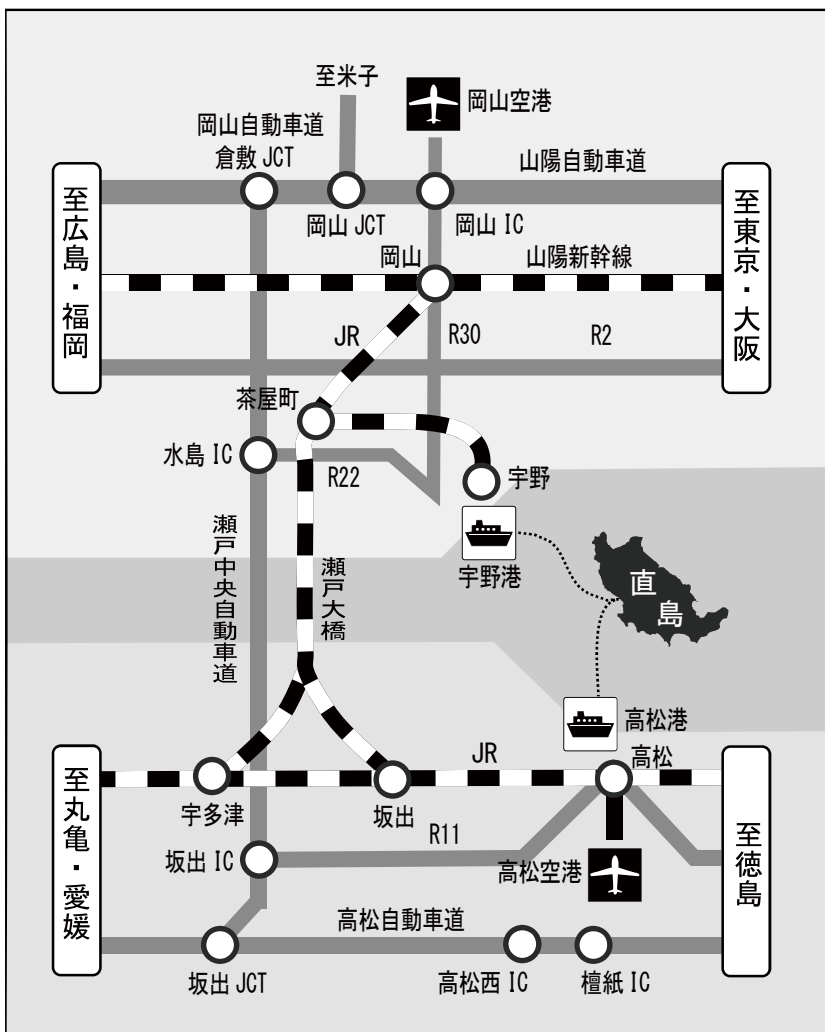 至米子
岡山空港
岡山自動車道
倉敷 JCT
山陽自動車道
至広島・福岡
至東京・大阪
岡山 JCT
岡山 IC
岡山
山陽新幹線
JR
R30
R2
茶屋町
水島 IC
R22
宇野
瀬戸中央自動車道
瀬戸大橋
宇野港
直島
高松港
JR
高松
至丸亀・愛媛
至徳島
宇多津
坂出
坂出 IC
R11
高松空港
高松自動車道
坂出 JCT
高松西 IC
檀紙 IC